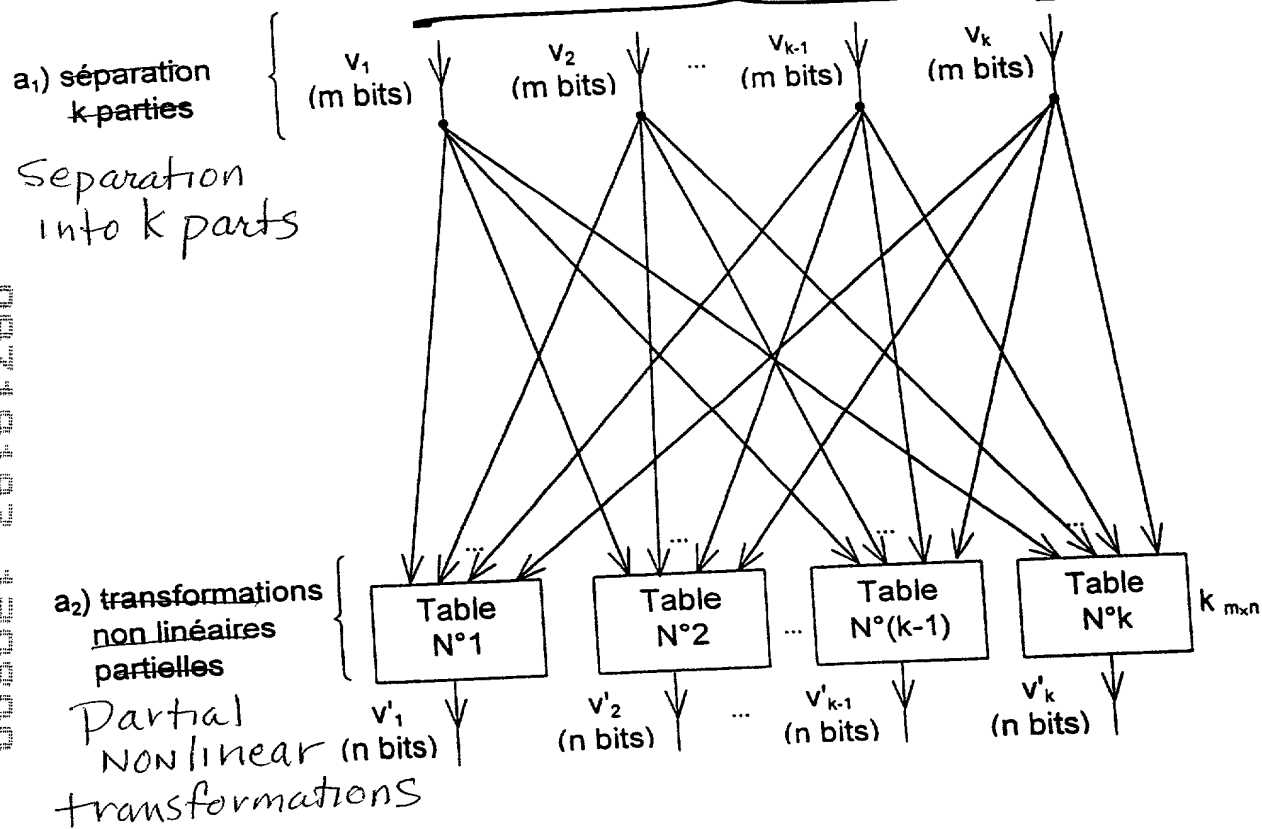 a₁) séparation
k parties
V₁
(m bits)
V₂
(m bits)
...
Vₖ₋₁
(m bits)
Vₖ
(m bits)
Separation
into k parts
...
...
...
...
a₂) transformations
non linéaires
partielles
Table
N°1
Table
N°2
...
Table
N°(k-1)
Table
N°k
k mxn
Partial
NONlinear
transformations
V'₁
(n bits)
V'₂
(n bits)
...
V'ₖ₋₁
(n bits)
V'ₖ
(n bits)